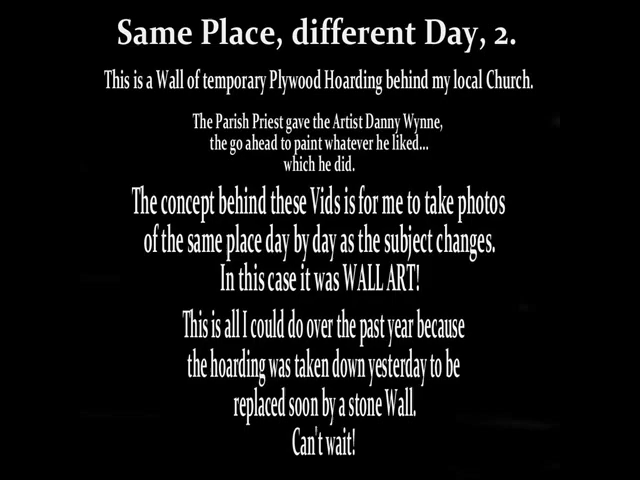 Same Place, different Day, 2.
This is a Wall of temporary Plywood Hoarding behind my local Church.
The Parish Priest gave the Artist Danny Wynne,
the go ahead to paint whatever he liked...
which he did.
The concept behind these Vids is for me to take photos
of the same place day by day as the subject changes.
In this case it was WALL ART!
This is all I could do over the past year because
the hoarding was taken down yesterday to be
replaced soon by a stone Wall.
Can't wait!